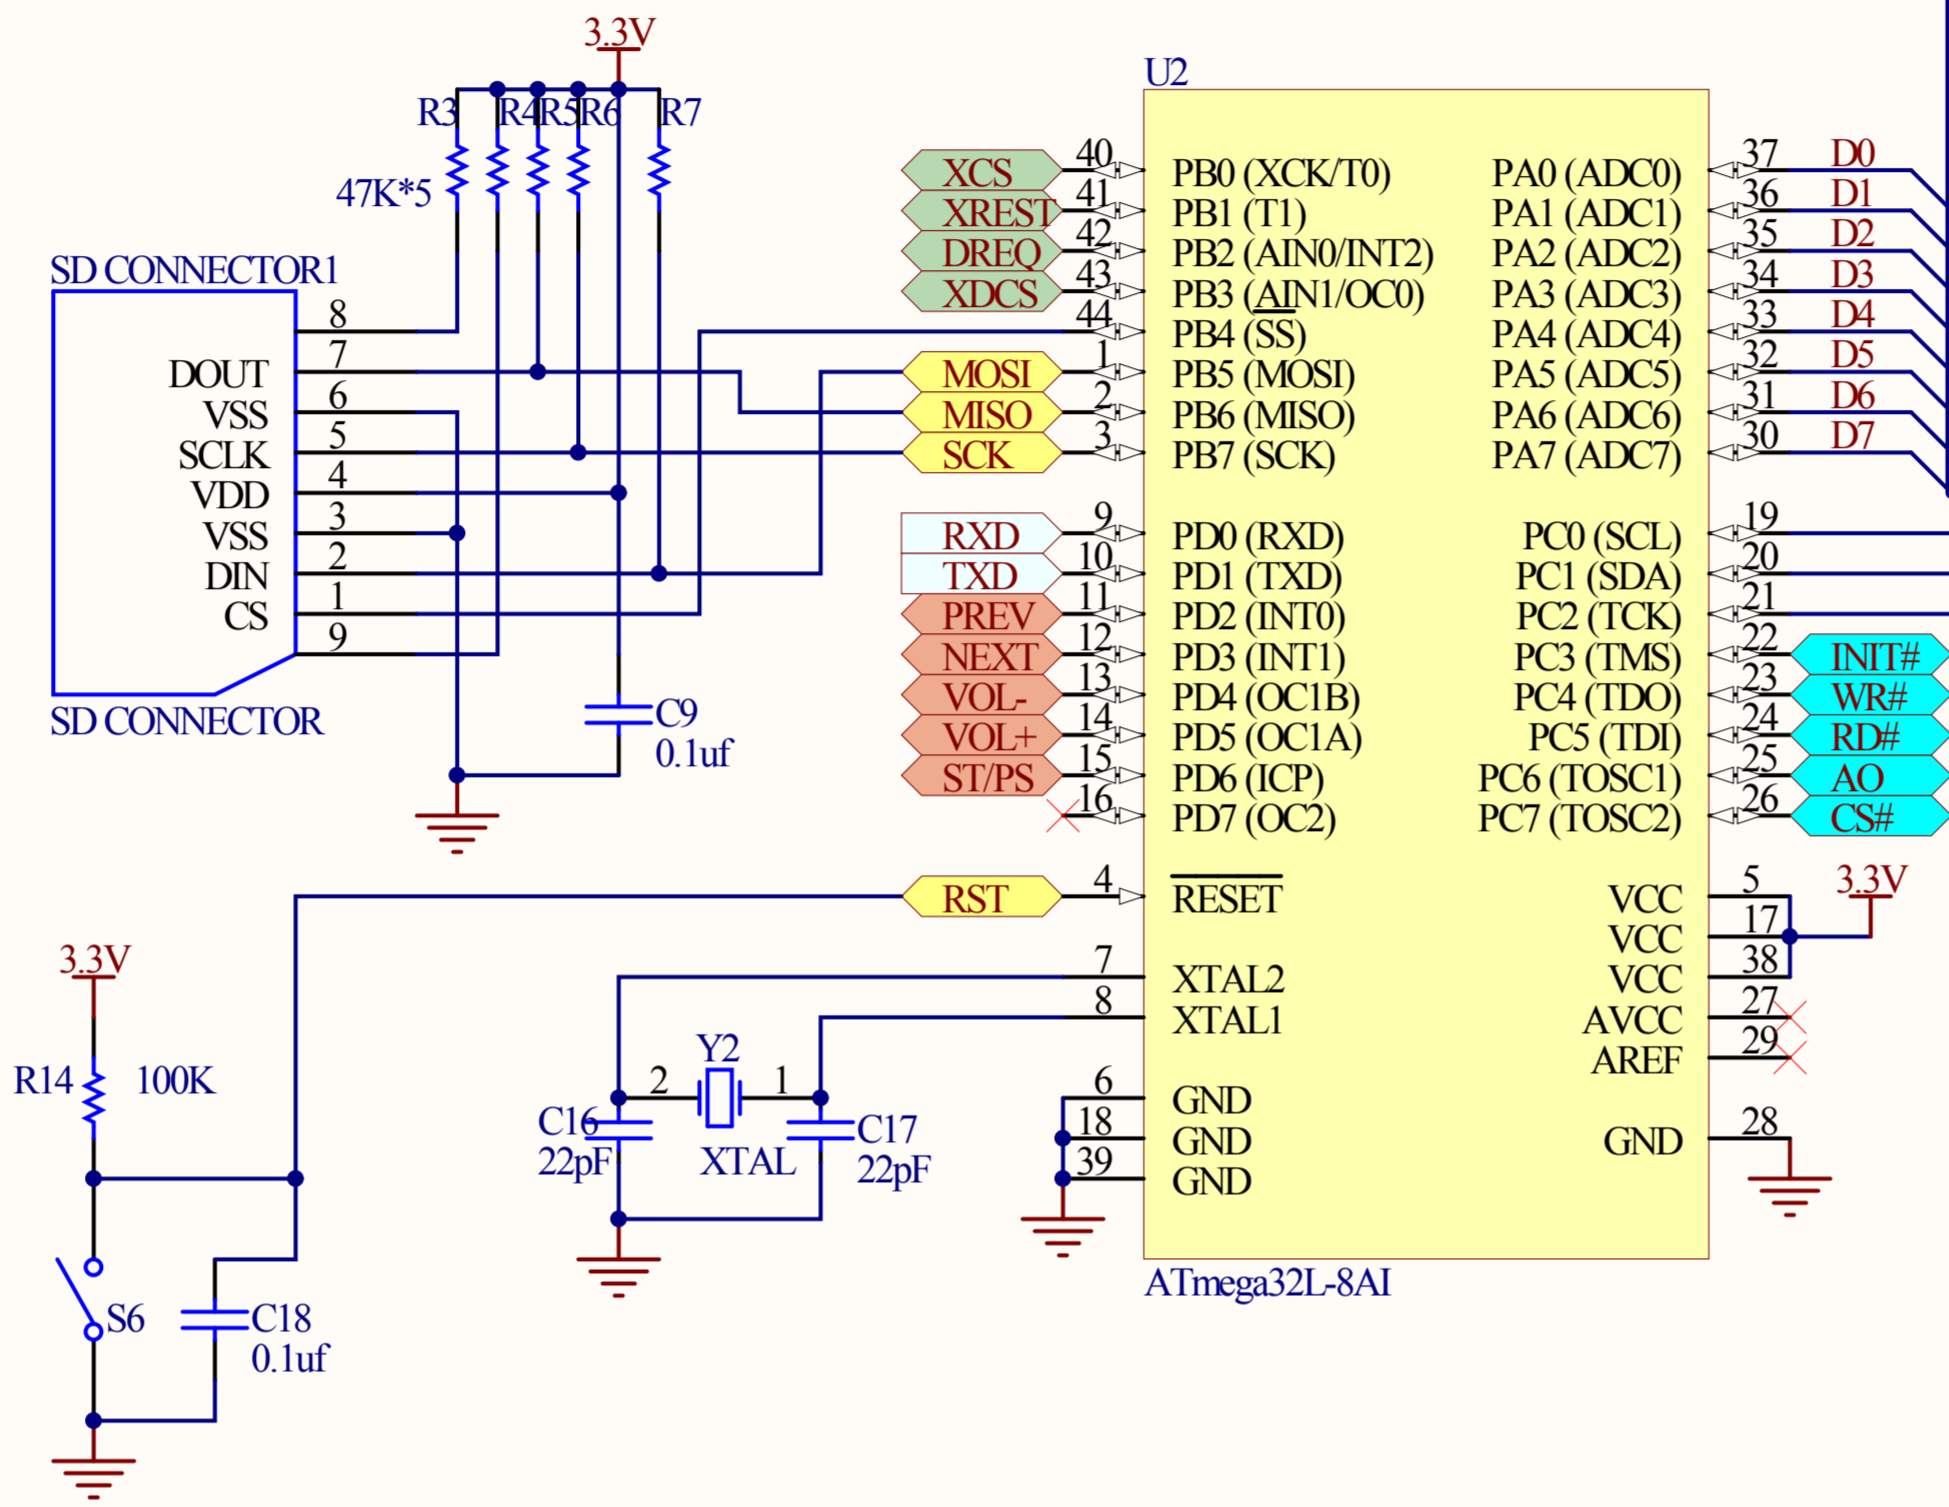 3.3V
R3
R4
R5
R6
R7
47K*5
SD CONNECTOR1
8
DOUT 7
VSS 6
SCLK 5
VDD 4
VSS 3
DIN 2
CS 1
9
SD CONNECTOR
C9
0.1uf
U2
XCS 40 PB0 (XCK/T0)
XREST 41 PB1 (T1)
DREQ 42 PB2 (AIN0/INT2)
XDCS 43 PB3 (AIN1/OC0)
44 PB4 (SS)
MOSI 1 PB5 (MOSI)
MISO 2 PB6 (MISO)
SCK 3 PB7 (SCK)
RXD 9 PD0 (RXD)
TXD 10 PD1 (TXD)
PREV 11 PD2 (INT0)
NEXT 12 PD3 (INT1)
VOL- 13 PD4 (OC1B)
VOL+ 14 PD5 (OC1A)
ST/PS 15 PD6 (ICP)
16 PD7 (OC2)
RST 4 RESET
7 XTAL2
8 XTAL1
6 GND
18 GND
39 GND
PA0 (ADC0) 37 D0
PA1 (ADC1) 36 D1
PA2 (ADC2) 35 D2
PA3 (ADC3) 34 D3
PA4 (ADC4) 33 D4
PA5 (ADC5) 32 D5
PA6 (ADC6) 31 D6
PA7 (ADC7) 30 D7
PC0 (SCL) 19
PC1 (SDA) 20
PC2 (TCK) 21
PC3 (TMS) 22 INIT#
PC4 (TDO) 23 WR#
PC5 (TDI) 24 RD#
PC6 (TOSC1) 25 AO
PC7 (TOSC2) 26 CS#
VCC 5
3.3V
VCC 17
VCC 38
AVCC 27
AREF 29
GND 28
ATmega32L-8AI
3.3V
R14 100K
S6
C18
0.1uf
Y2
2 1
C16
22pF
XTAL
C17
22pF